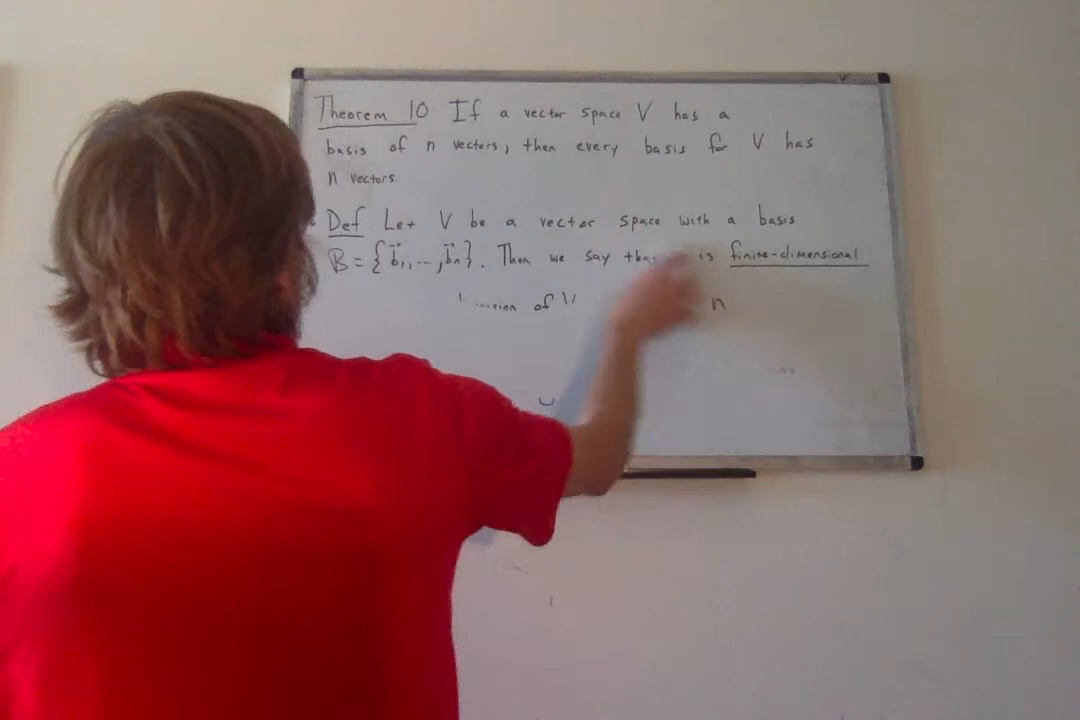 Theorem 10 If a vector space V has a
basis of n vectors, then every basis for V has
n vectors.
Def Let V be a vector space with a basis
B = {b⃗₁, ..., b⃗ₙ}. Then we say is finite-dimensional
of V n